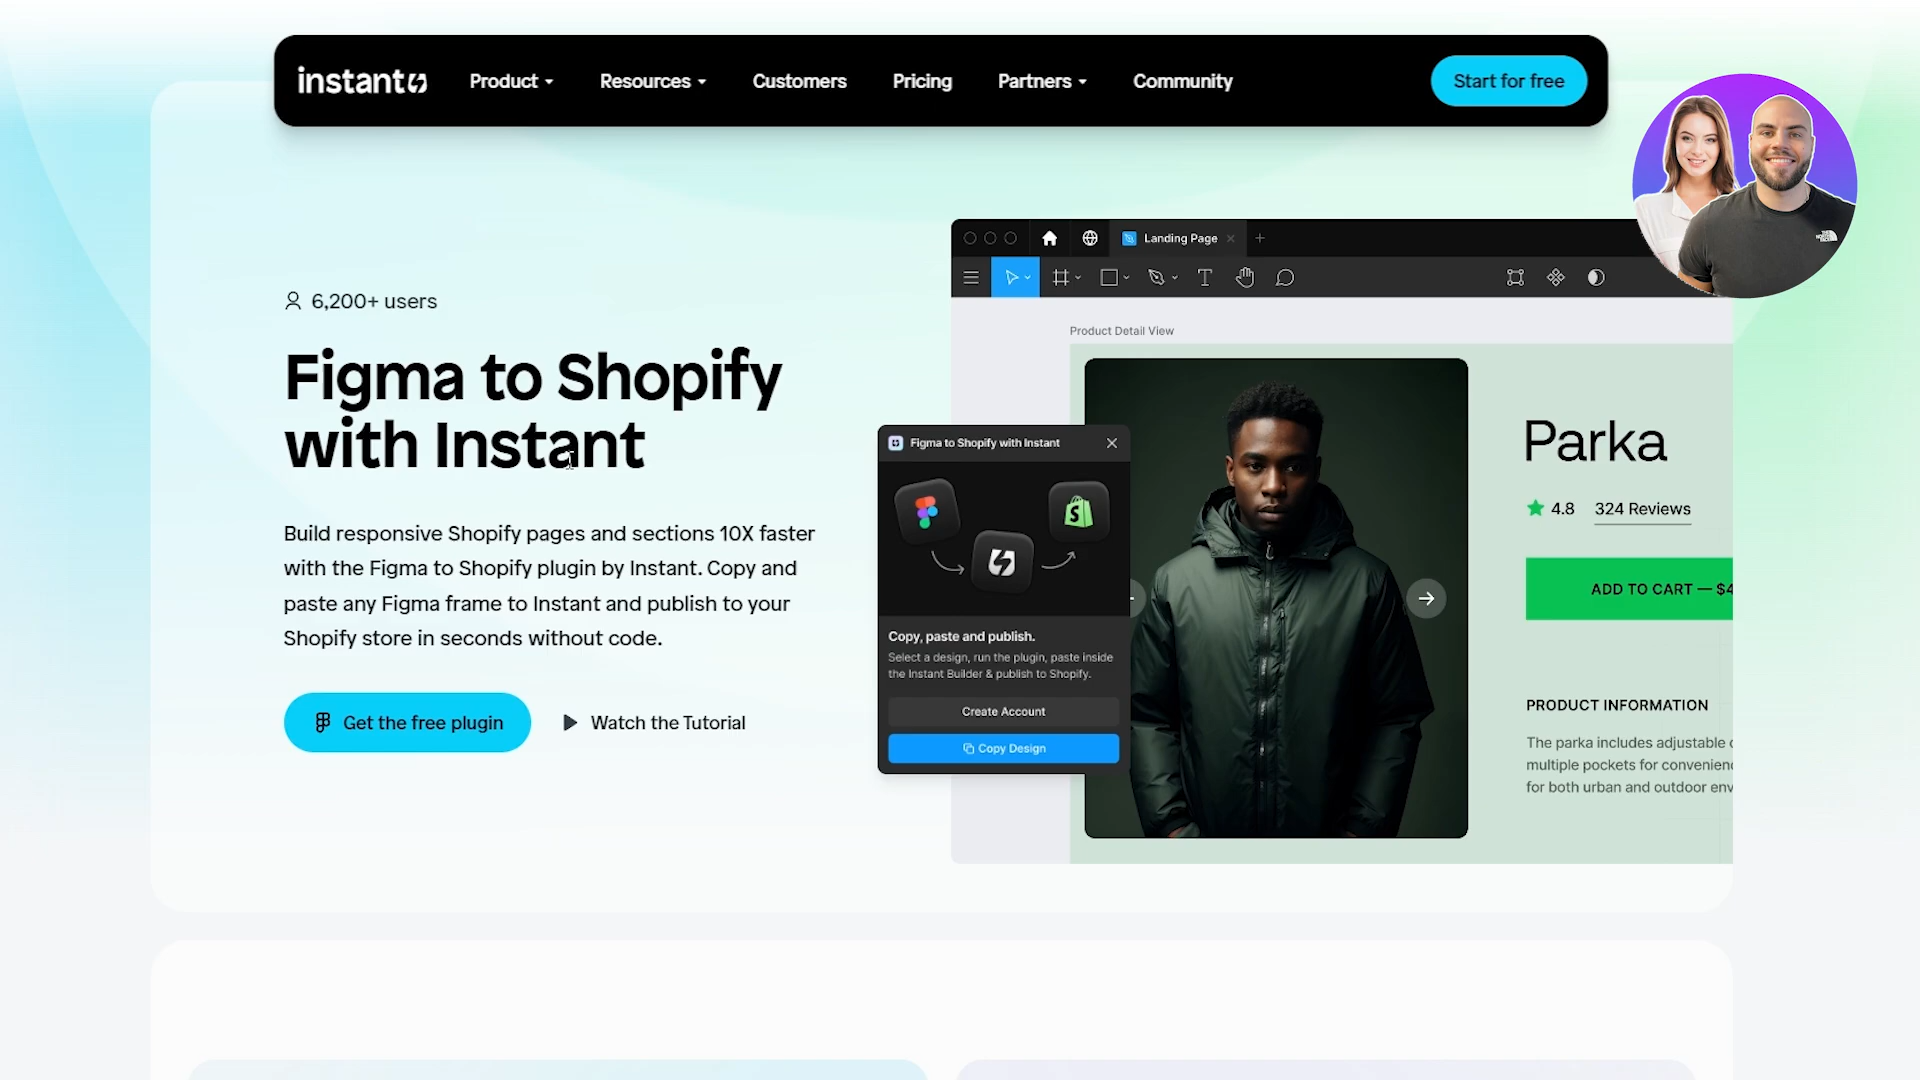 instant
Product
Resources
Customers
Pricing
Partners
Community
Start for free
6,200+ users
Figma to Shopify
with Instant
Build responsive Shopify pages and sections 10X faster
with the Figma to Shopify plugin by Instant. Copy and
paste any Figma frame to Instant and publish to your
Shopify store in seconds without code.
Get the free plugin
Watch the Tutorial
Landing Page
Product Detail View
Figma to Shopify with Instant
Copy, paste and publish.
Select a design, run the plugin, paste inside
the Instant Builder & publish to Shopify.
Create Account
Copy Design
Parka
4.8 324 Reviews
ADD TO CART — $4
PRODUCT INFORMATION
The parka includes adjustable
multiple pockets for
for both urban and outdoor